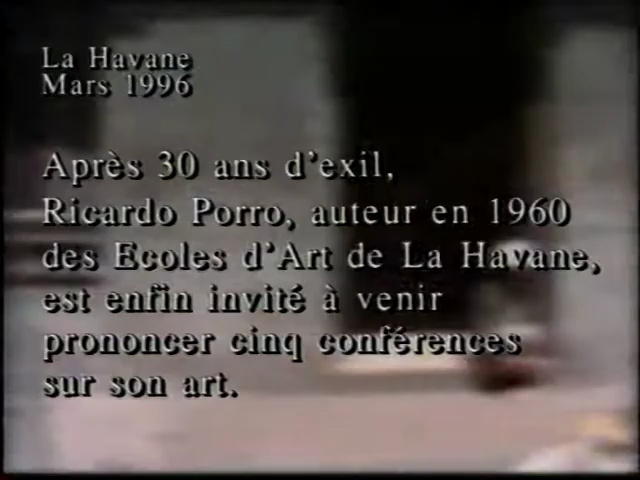 La Havane
Mars 1996
Après 30 ans d'exil,
Ricardo Porro, auteur en 1960
des Ecoles d'Art de La Havane,
est enfin invité à venir
prononcer cinq conférences
sur son art.